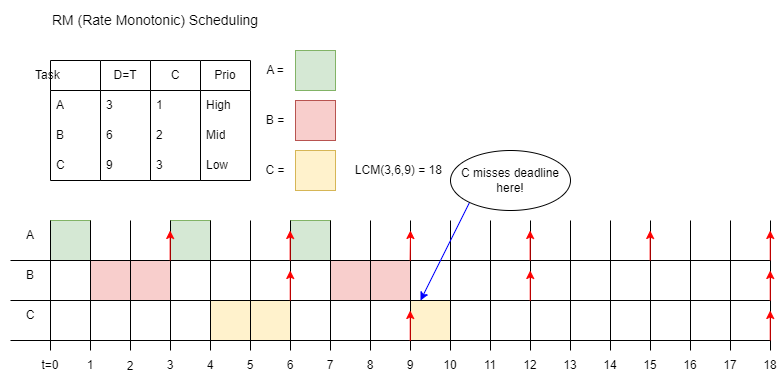 RM (Rate Monotonic) Scheduling
Task D=T C Prio
A 3 1 High
B 6 2 Mid
C 9 3 Low
A =
B =
C =
LCM(3,6,9) = 18
C misses deadline
here!
A
B
C
t=0 1 2 3 4 5 6 7 8 9 10 11 12 13 14 15 16 17 18